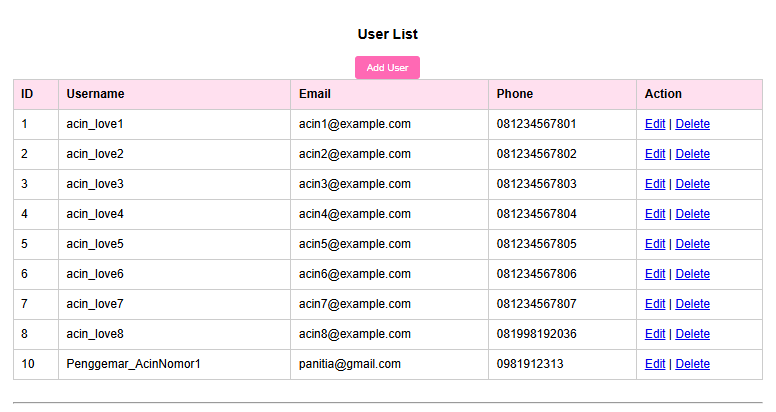 User List
Add User
ID Username Email Phone Action
1 acin_love1 acin1@example.com 081234567801 Edit | Delete
2 acin_love2 acin2@example.com 081234567802 Edit | Delete
3 acin_love3 acin3@example.com 081234567803 Edit | Delete
4 acin_love4 acin4@example.com 081234567804 Edit | Delete
5 acin_love5 acin5@example.com 081234567805 Edit | Delete
6 acin_love6 acin6@example.com 081234567806 Edit | Delete
7 acin_love7 acin7@example.com 081234567807 Edit | Delete
8 acin_love8 acin8@example.com 081998192036 Edit | Delete
10 Penggemar_AcinNomor1 panitia@gmail.com 0981912313 Edit | Delete